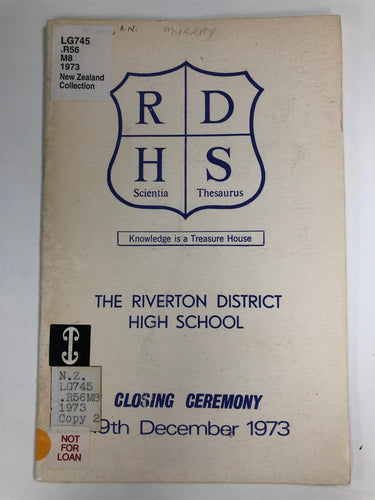 LG745
.R56
M8
1973
New Zealand
Collection
, A.N. MURRAY
R D
H S
Scientia Thesaurus
Knowledge is a Treasure House
THE RIVERTON DISTRICT
HIGH SCHOOL
N.Z.
LG745
.R56M8
1973
Copy 2
NOT
FOR
LOAN
CLOSING CEREMONY
9th December 1973